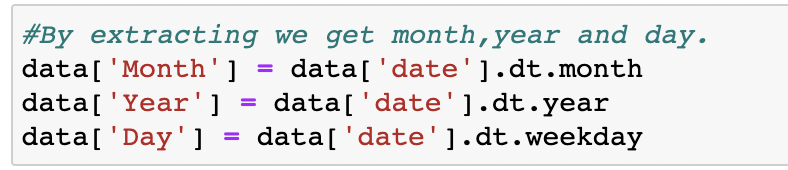 #By extracting we get month,year and day.
data['Month'] = data['date'].dt.month
data['Year'] = data['date'].dt.year
data['Day'] = data['date'].dt.weekday